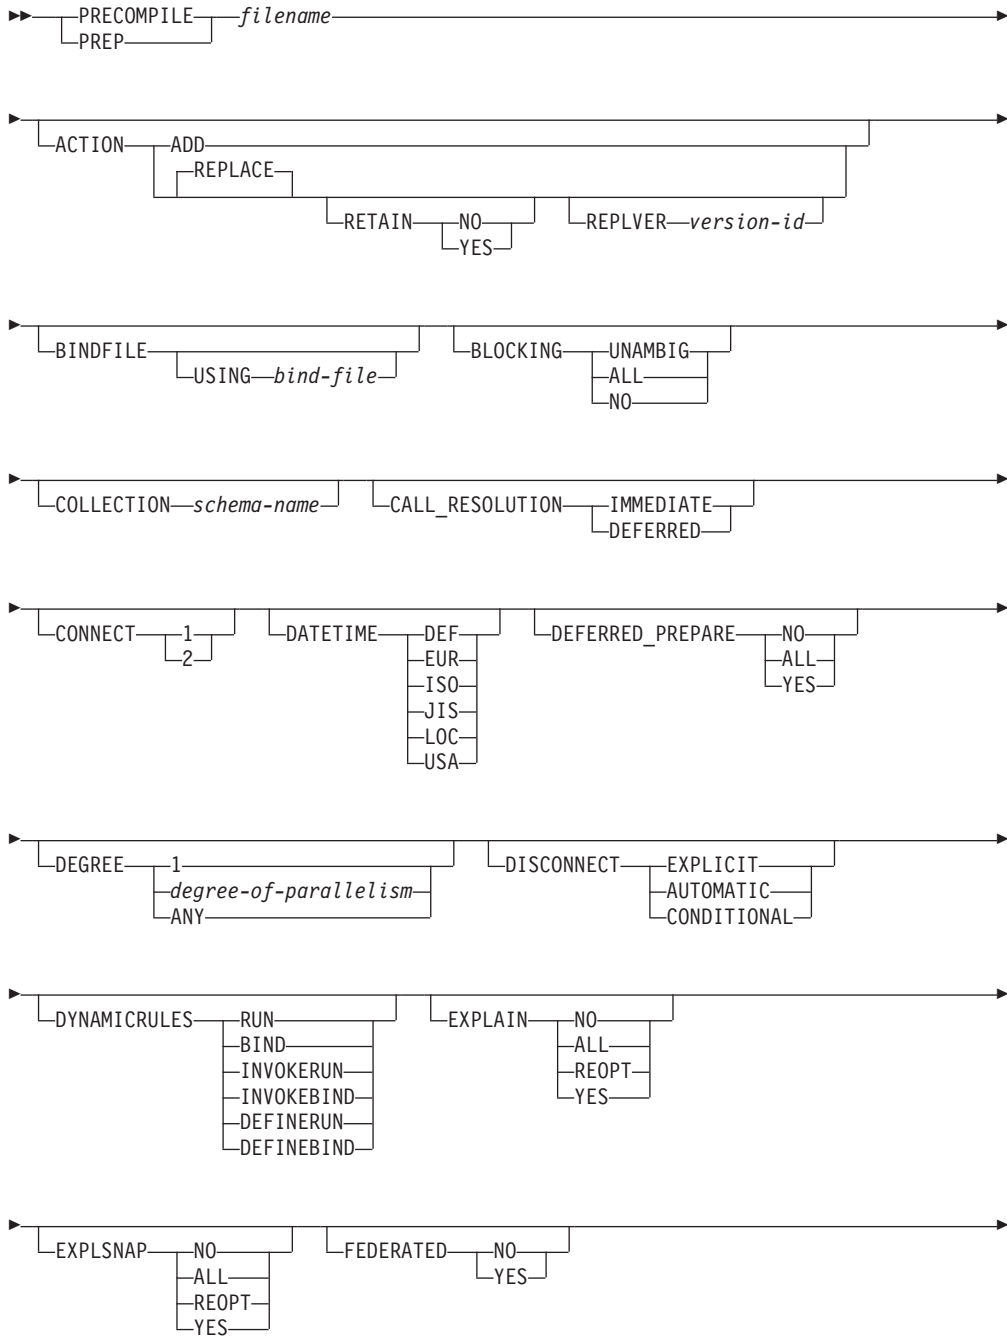 PRECOMPILE filename
PREP
ACTION ADD
REPLACE
RETAIN NO REPLVER version-id
YES
BINDFILE BLOCKING UNAMBIG
USING bind-file ALL
NO
COLLECTION schema-name CALL_RESOLUTION IMMEDIATE
DEFERRED
CONNECT 1 DATETIME DEF DEFERRED_PREPARE NO
2 EUR ALL
ISO YES
JIS
LOC
USA
DEGREE 1 DISCONNECT EXPLICIT
degree-of-parallelism AUTOMATIC
ANY CONDITIONAL
DYNAMICRULES RUN EXPLAIN NO
BIND ALL
INVOKERUN REOPT
INVOKEBIND YES
DEFINERUN
DEFINEBIND
EXPLSNAP NO FEDERATED NO
ALL YES
REOPT
YES